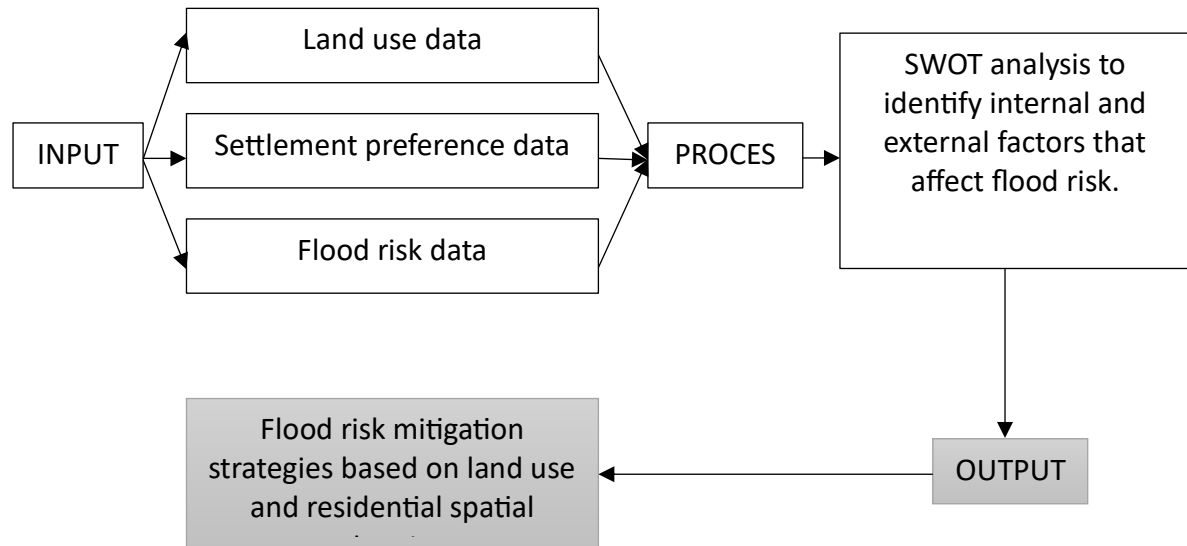 Land use data
INPUT
Settlement preference data
PROCES
Flood risk data
SWOT analysis to
identify internal and
external factors that
affect flood risk.
Flood risk mitigation
strategies based on land use
and residential spatial
OUTPUT